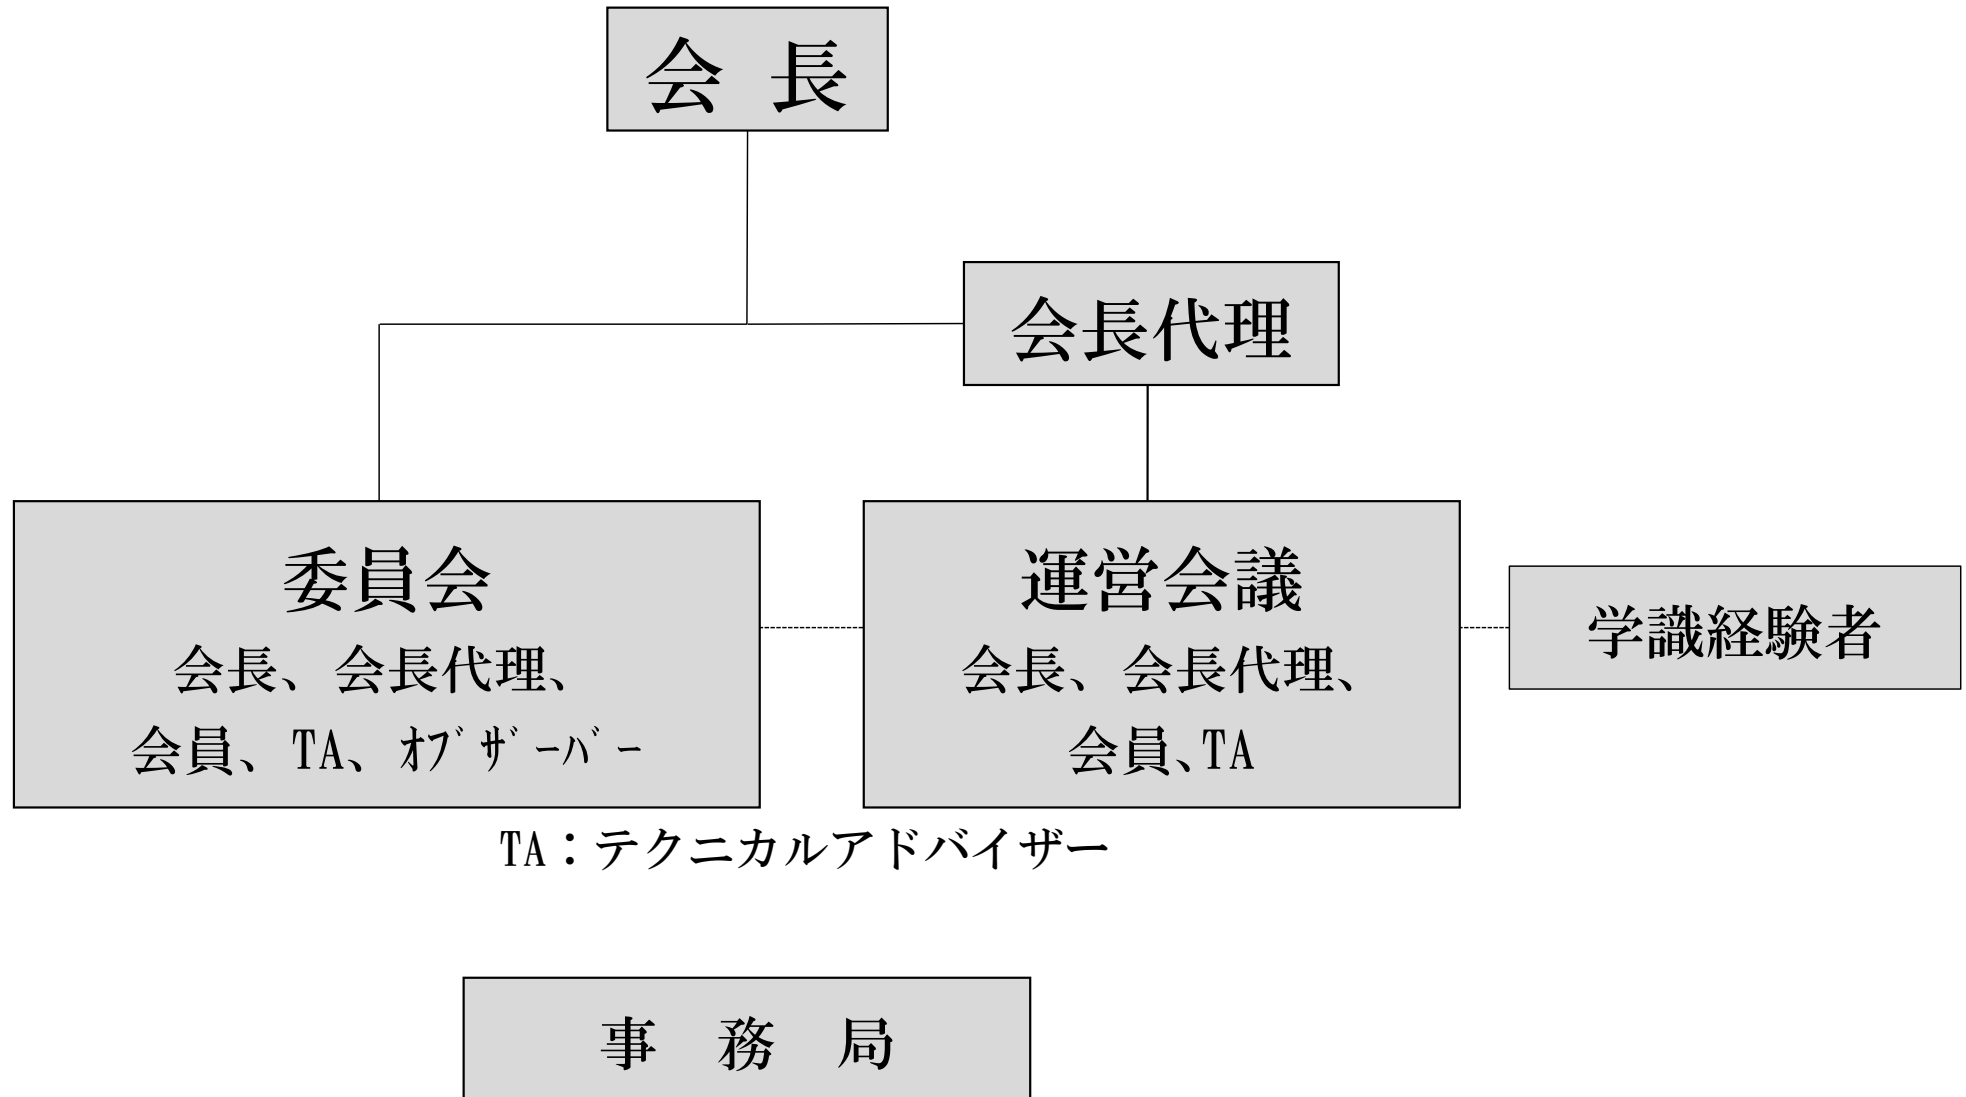 会 長
会長代理
委員会
会長、会長代理、
会員、TA、ｵﾌﾞｻﾞｰﾊﾞｰ
運営会議
会長、会長代理、
会員、TA
学識経験者
TA：テクニカルアドバイザー
事 務 局